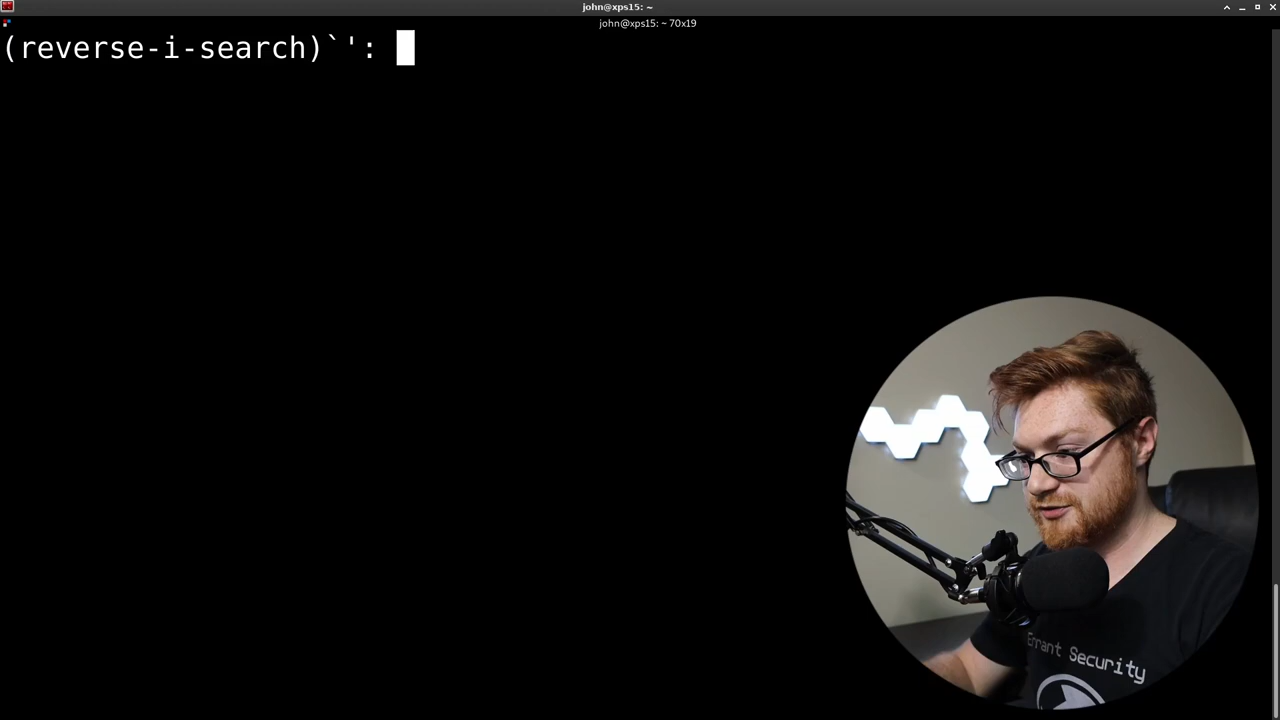 john@xps15: ~
john@xps15: ~ 70x19
(reverse-i-search)`':
Errant Security